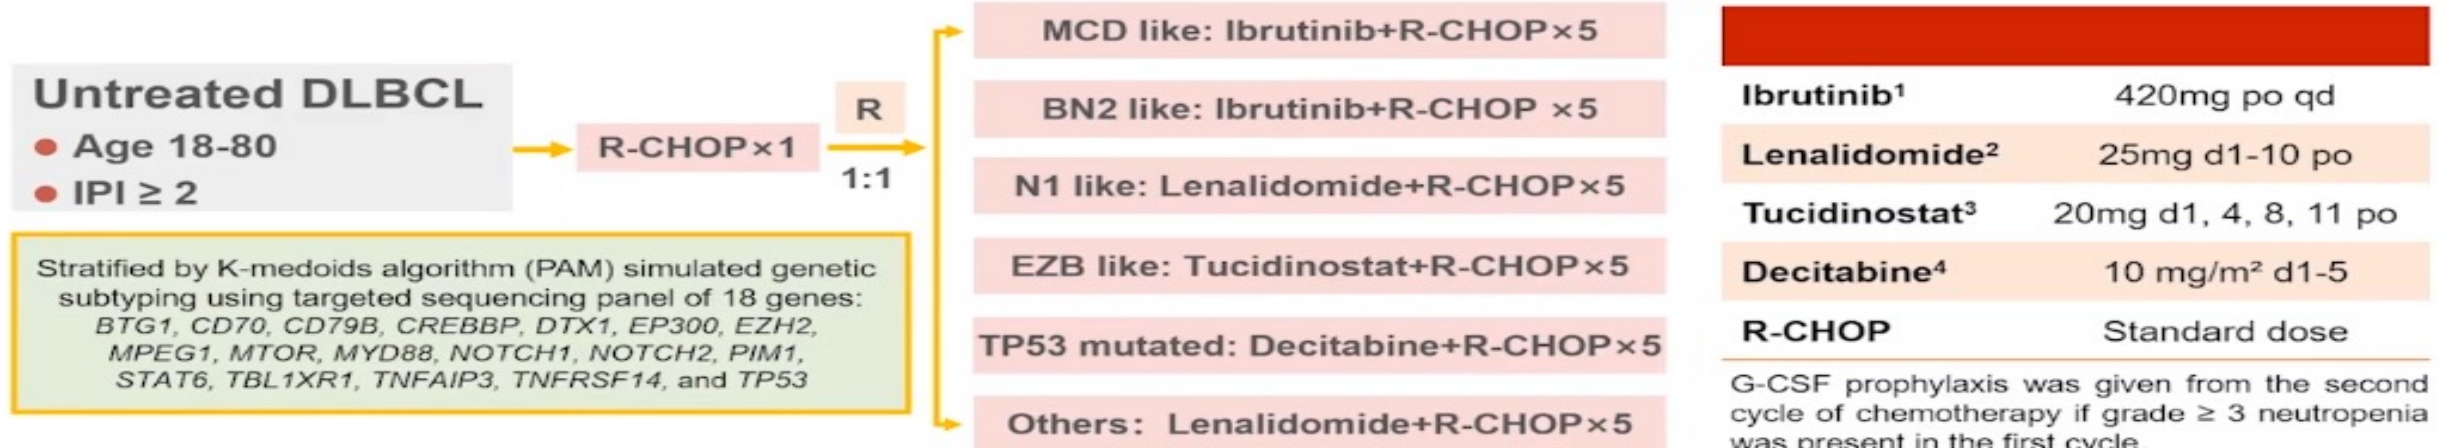 Untreated DLBCL
● Age 18-80
● IPI ≥ 2
R-CHOP×1
R
1:1
Stratified by K-medoids algorithm (PAM) simulated genetic
subtyping using targeted sequencing panel of 18 genes:
BTG1, CD70, CD79B, CREBBP, DTX1, EP300, EZH2,
MPEG1, MTOR, MYD88, NOTCH1, NOTCH2, PIM1,
STAT6, TBL1XR1, TNFAIP3, TNFRSF14, and TP53
MCD like: Ibrutinib+R-CHOP×5
BN2 like: Ibrutinib+R-CHOP ×5
N1 like: Lenalidomide+R-CHOP×5
EZB like: Tucidinostat+R-CHOP×5
TP53 mutated: Decitabine+R-CHOP×5
Others: Lenalidomide+R-CHOP×5
Ibrutinib¹ 420mg po qd
Lenalidomide² 25mg d1-10 po
Tucidinostat³ 20mg d1, 4, 8, 11 po
Decitabine⁴ 10 mg/m² d1-5
R-CHOP Standard dose
G-CSF prophylaxis was given from the second
cycle of chemotherapy if grade ≥ 3 neutropenia
was present in the first cycle.